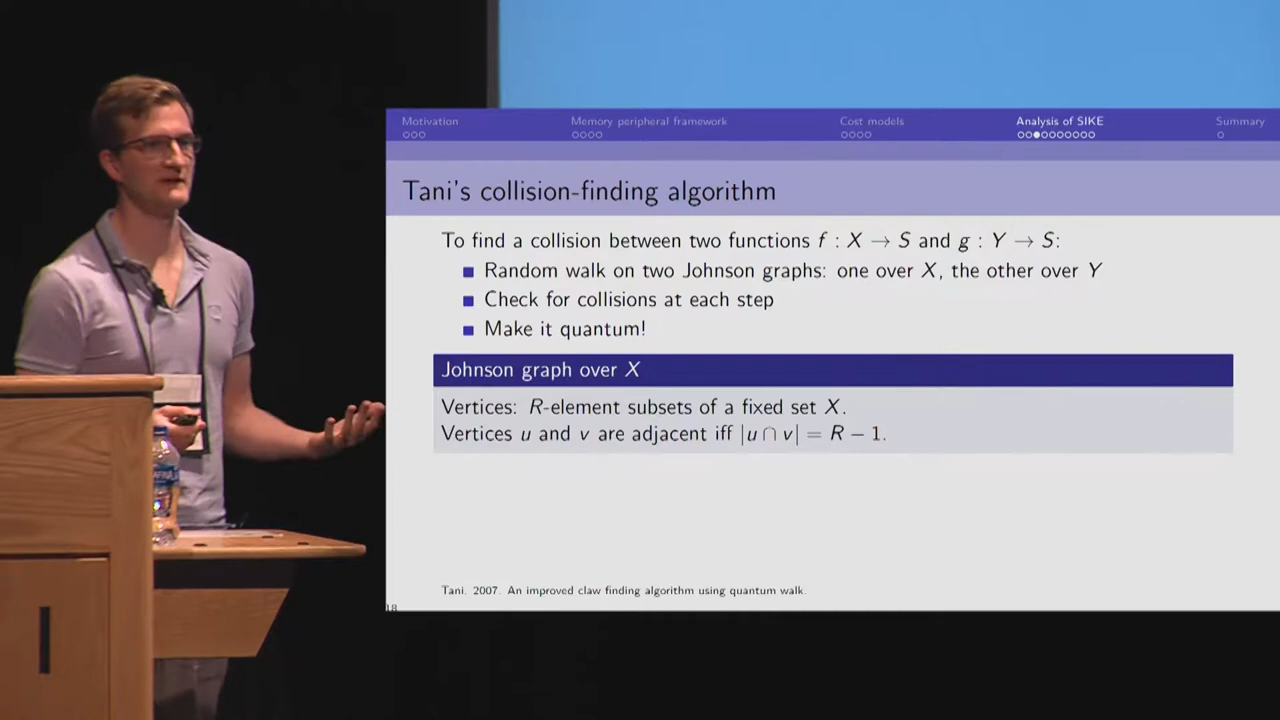 Motivation
Memory peripheral framework
Cost models
Analysis of SIKE
Summary
Tani's collision-finding algorithm
To find a collision between two functions f : X → S and g : Y → S:
Random walk on two Johnson graphs: one over X, the other over Y
Check for collisions at each step
Make it quantum!
Johnson graph over X
Vertices: R-element subsets of a fixed set X.
Vertices u and v are adjacent iff |u ∩ v| = R − 1.
Tani. 2007. An improved claw finding algorithm using quantum walk.
18